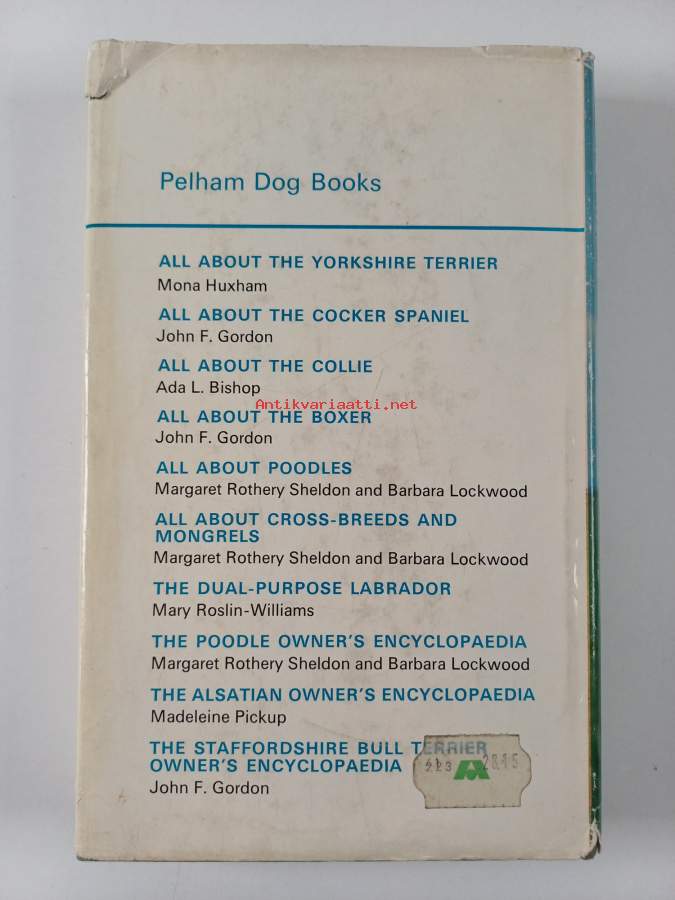 Pelham Dog Books
ALL ABOUT THE YORKSHIRE TERRIER
Mona Huxham
ALL ABOUT THE COCKER SPANIEL
John F. Gordon
ALL ABOUT THE COLLIE
Ada L. Bishop
Antikvariaatti.net
ALL ABOUT THE BOXER
John F. Gordon
ALL ABOUT POODLES
Margaret Rothery Sheldon and Barbara Lockwood
ALL ABOUT CROSS-BREEDS AND
MONGRELS
Margaret Rothery Sheldon and Barbara Lockwood
THE DUAL-PURPOSE LABRADOR
Mary Roslin-Williams
THE POODLE OWNER'S ENCYCLOPAEDIA
Margaret Rothery Sheldon and Barbara Lockwood
THE ALSATIAN OWNER'S ENCYCLOPAEDIA
Madeleine Pickup
THE STAFFORDSHIRE BULL TERRIER
OWNER'S ENCYCLOPAEDIA
John F. Gordon